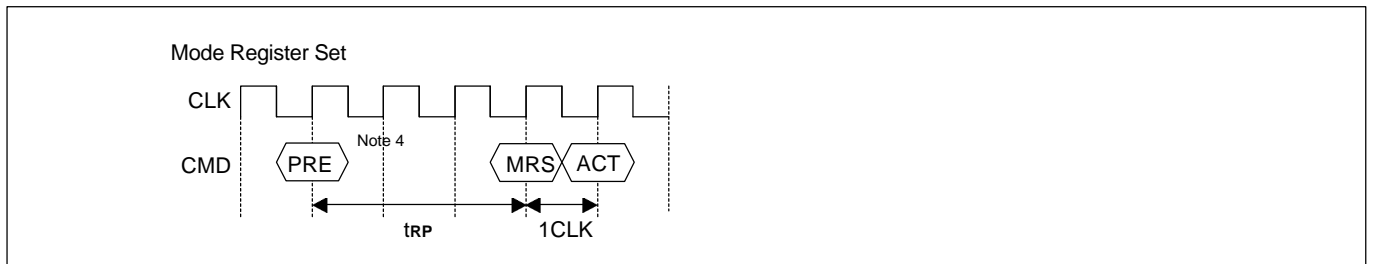 Mode Register Set
CLK
Note 4
CMD PRE MRS ACT
tRP 1CLK